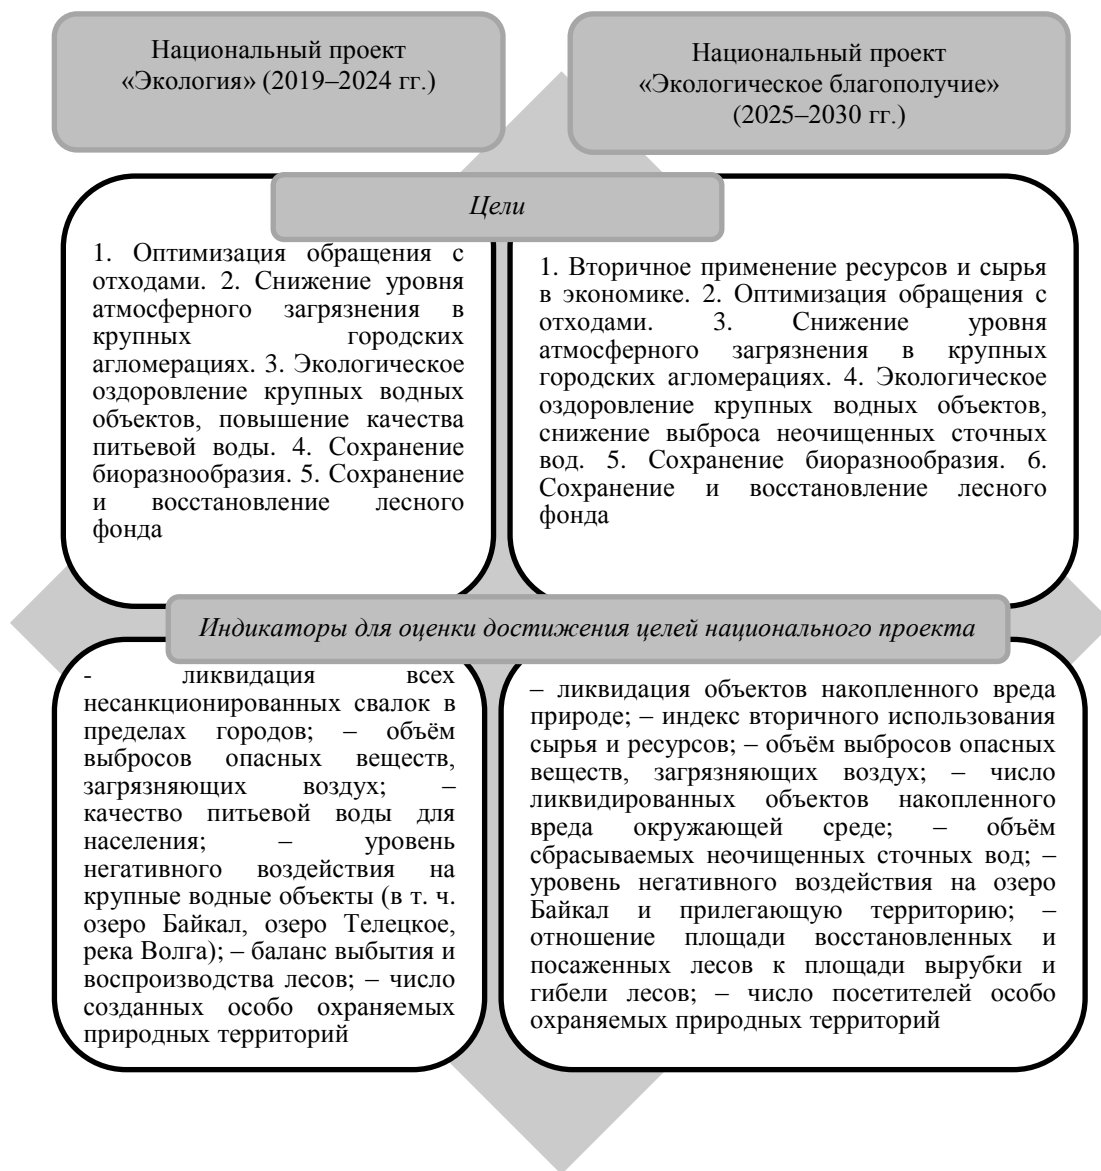 Национальный проект
«Экология» (2019–2024 гг.)
Национальный проект
«Экологическое благополучие»
(2025–2030 гг.)
Цели
1. Оптимизация обращения с
отходами. 2. Снижение уровня
атмосферного загрязнения в
крупных городских
агломерациях. 3. Экологическое
оздоровление крупных водных
объектов, повышение качества
питьевой воды. 4. Сохранение
биоразнообразия. 5. Сохранение
и восстановление лесного
фонда
1. Вторичное применение ресурсов и сырья
в экономике. 2. Оптимизация обращения с
отходами. 3. Снижение уровня
атмосферного загрязнения в крупных
городских агломерациях. 4. Экологическое
оздоровление крупных водных объектов,
снижение выброса неочищенных сточных
вод. 5. Сохранение биоразнообразия. 6.
Сохранение и восстановление лесного
фонда
Индикаторы для оценки достижения целей национального проекта
- ликвидация всех
несанкционированных свалок в
пределах городов; – объём
выбросов опасных веществ,
загрязняющих воздух; –
качество питьевой воды для
населения; – уровень
негативного воздействия на
крупные водные объекты (в т. ч.
озеро Байкал, озеро Телецкое,
река Волга); – баланс выбытия и
воспроизводства лесов; – число
созданных особо охраняемых
природных территорий
– ликвидация объектов накопленного вреда
природе; – индекс вторичного использования
сырья и ресурсов; – объём выбросов опасных
веществ, загрязняющих воздух; – число
ликвидированных объектов накопленного
вреда окружающей среде; – объём
сбрасываемых неочищенных сточных вод; –
уровень негативного воздействия на озеро
Байкал и прилегающую территорию; –
отношение площади восстановленных и
посаженных лесов к площади вырубки и
гибели лесов; – число посетителей особо
охраняемых природных территорий